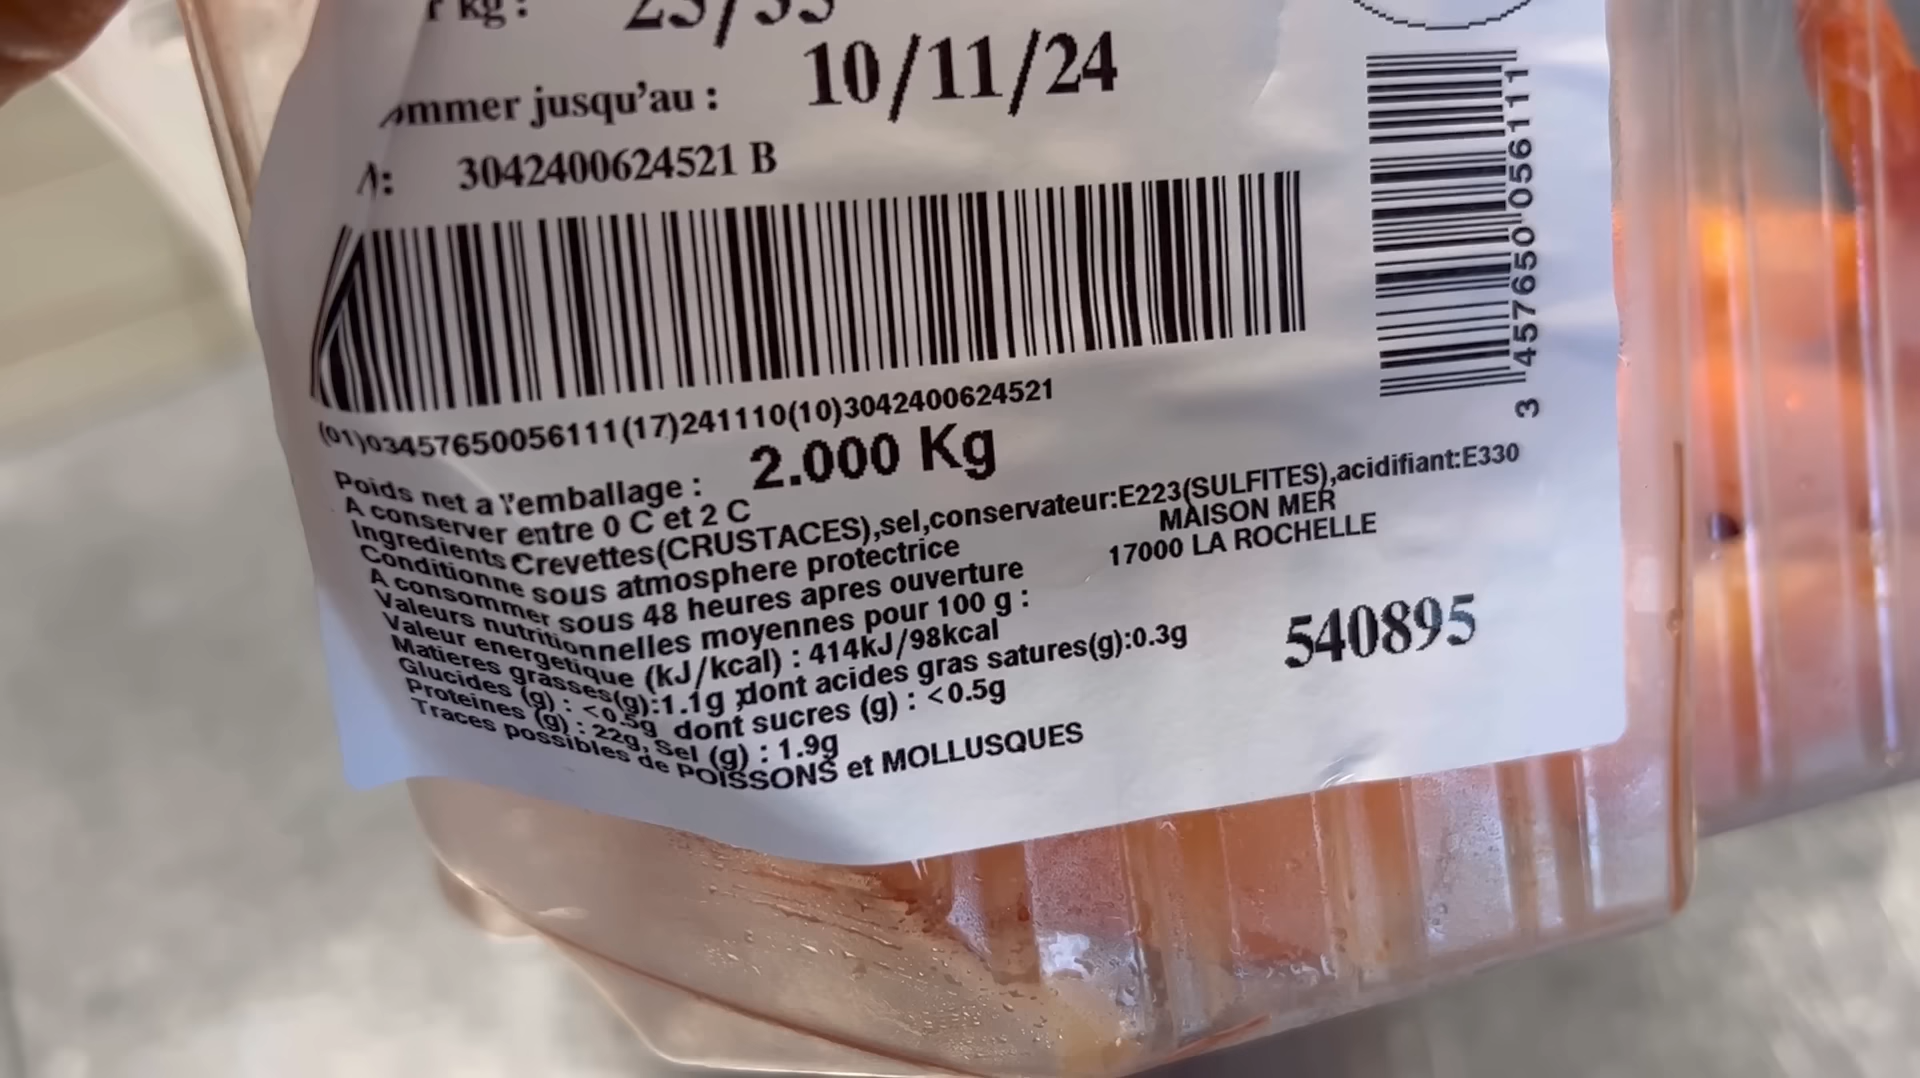 kg : 25/35
jusqu'au : 10/11/24
3042400624521 B
(01)03457650056111(17)241110(10)3042400624521
3 457650 056111
Poids net a l'emballage : 2.000 Kg
A conserver entre 0 C et 2 C
Ingredients Crevettes(CRUSTACES),sel,conservateur:E223(SULFITES),acidifiant:E330
Conditionne sous atmosphere protectrice
MAISON MER
A consommer sous 48 heures apres ouverture
17000 LA ROCHELLE
Valeurs nutritionnelles moyennes pour 100 g :
Valeur energetique (kJ/kcal) : 414kJ/98kcal
Matieres grasses(g):1.1g dont acides gras satures(g):0.3g
Glucides (g) : <0.5g dont sucres (g) : <0.5g
Proteines (g) : 22g, Sel (g) : 1.9g
Traces possibles de POISSONS et MOLLUSQUES
540895